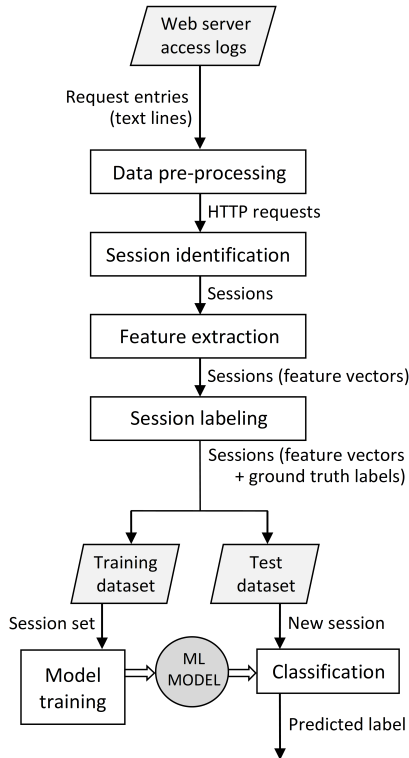 Web server
access logs
Request entries
(text lines)
Data pre-processing
HTTP requests
Session identification
Sessions
Feature extraction
Sessions (feature vectors)
Session labeling
Sessions (feature vectors
+ ground truth labels)
Training
dataset
Test
dataset
Session set
New session
Model
training
ML
MODEL
Classification
Predicted label